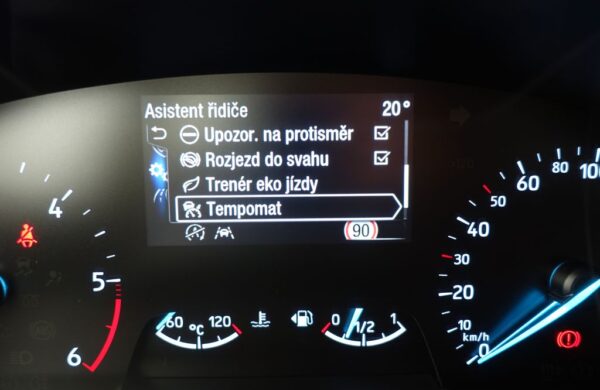 Asistent řidiče 20°
Upozor. na protisměr
Rozjezd do svahu
Trenér eko jízdy
Tempomat
90
4
5
6
60 °C 120
0 1/2 1
0
10
20
30
40
50
60
80
100
km/h